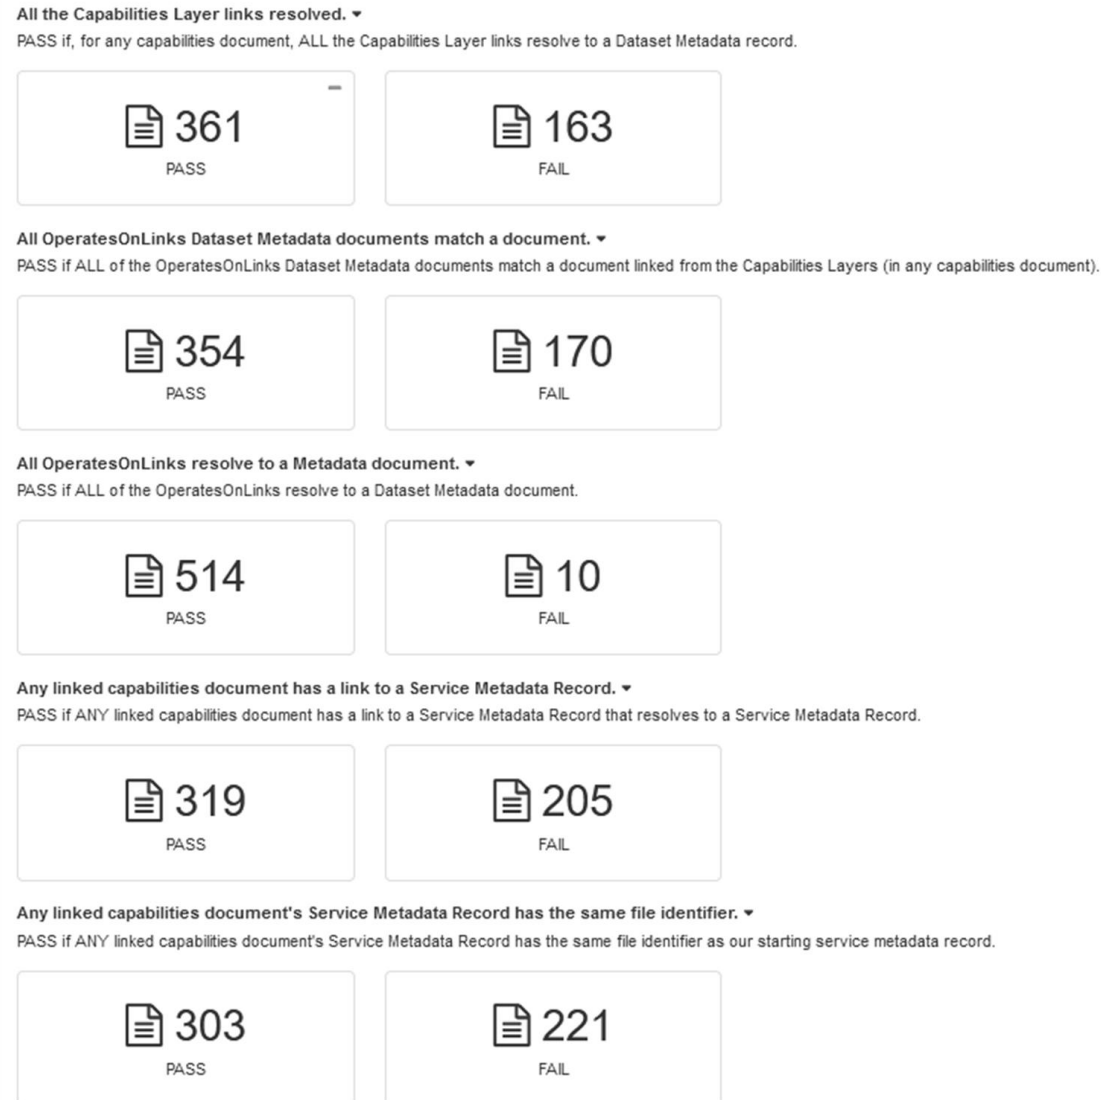 All the Capabilities Layer links resolved.
PASS if, for any capabilities document, ALL the Capabilities Layer links resolve to a Dataset Metadata record.
361 163
PASS FAIL
All OperatesOnLinks Dataset Metadata documents match a document.
PASS if ALL of the OperatesOnLinks Dataset Metadata documents match a document linked from the Capabilities Layers (in any capabilities document).
354 170
PASS FAIL
All OperatesOnLinks resolve to a Metadata document.
PASS if ALL of the OperatesOnLinks resolve to a Dataset Metadata document.
514 10
PASS FAIL
Any linked capabilities document has a link to a Service Metadata Record.
PASS if ANY linked capabilities document has a link to a Service Metadata Record that resolves to a Service Metadata Record.
319 205
PASS FAIL
Any linked capabilities document's Service Metadata Record has the same file identifier.
PASS if ANY linked capabilities document's Service Metadata Record has the same file identifier as our starting service metadata record.
303 221
PASS FAIL